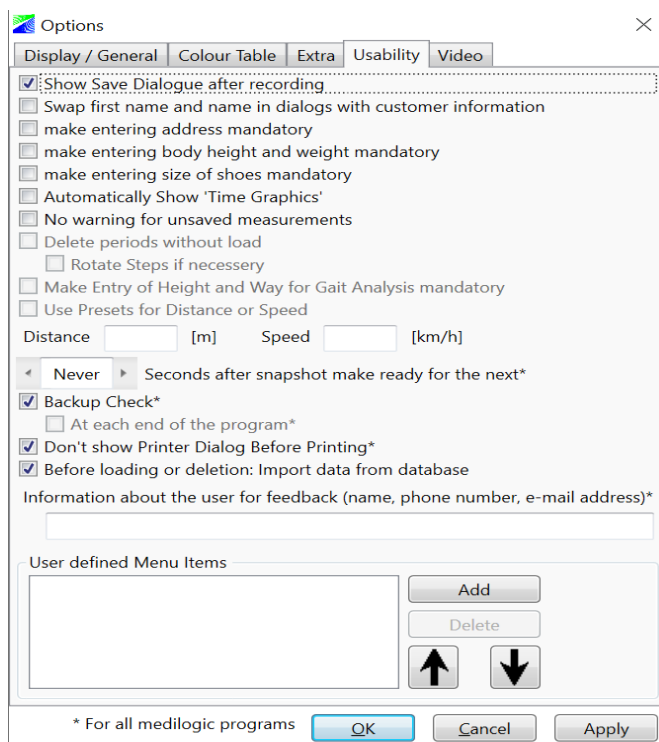 Options
Display / General Colour Table Extra Usability Video
Show Save Dialogue after recording
Swap first name and name in dialogs with customer information
make entering address mandatory
make entering body height and weight mandatory
make entering size of shoes mandatory
Automatically Show 'Time Graphics'
No warning for unsaved measurements
Delete periods without load
Rotate Steps if necessery
Make Entry of Height and Way for Gait Analysis mandatory
Use Presets for Distance or Speed
Distance [m] Speed [km/h]
Never Seconds after snapshot make ready for the next*
Backup Check*
At each end of the program*
Don't show Printer Dialog Before Printing*
Before loading or deletion: Import data from database
Information about the user for feedback (name, phone number, e-mail address)*
User defined Menu Items
Add
Delete
* For all medilogic programs OK Cancel Apply